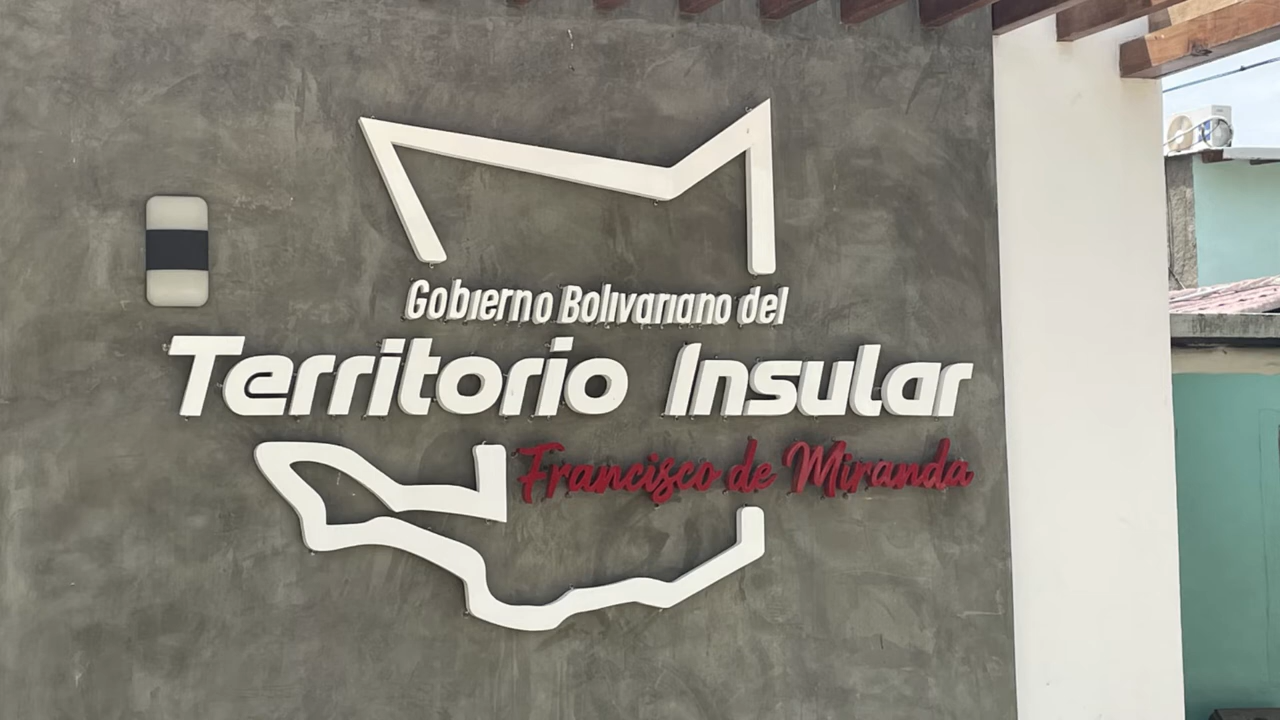 Gobierno Bolivariano del
Territorio Insular
Francisco de Miranda